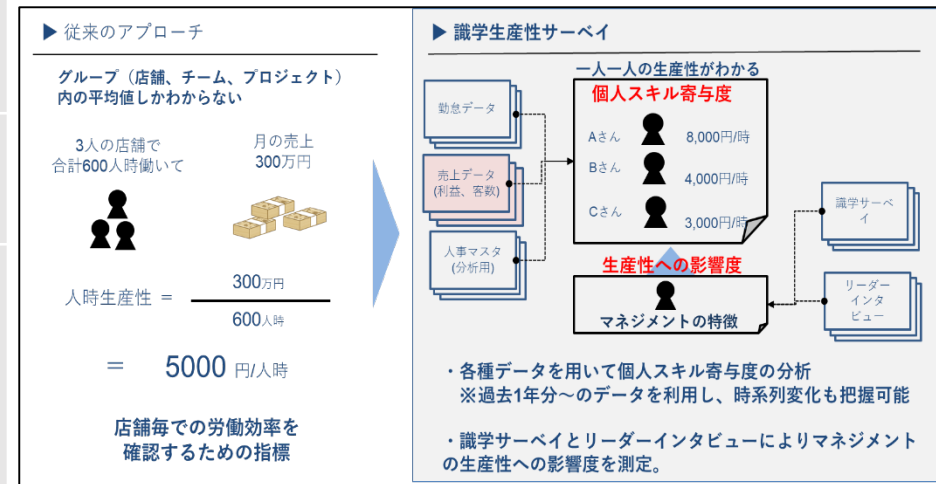 ▶ 従来のアプローチ
グループ（店舗、チーム、プロジェクト）
内の平均値しかわからない
3人の店舗で
合計600人時働いて
月の売上
300万円
人時生産性 ＝
300万円
600人時
＝ 5000 円/人時
店舗毎での労働効率を
確認するための指標
▶ 識学生産性サーベイ
一人一人の生産性がわかる
個人スキル寄与度
勤怠データ
売上データ
(利益、客数)
人事マスタ
(分析用)
Aさん 8,000円/時
Bさん 4,000円/時
Cさん 3,000円/時
生産性への影響度
マネジメントの特徴
識学サーベ
イ
リーダー
インタ
ビュー
・各種データを用いて個人スキル寄与度の分析
※過去1年分～のデータを利用し、時系列変化も把握可能
・識学サーベイとリーダーインタビューによりマネジメント
の生産性への影響度を測定。